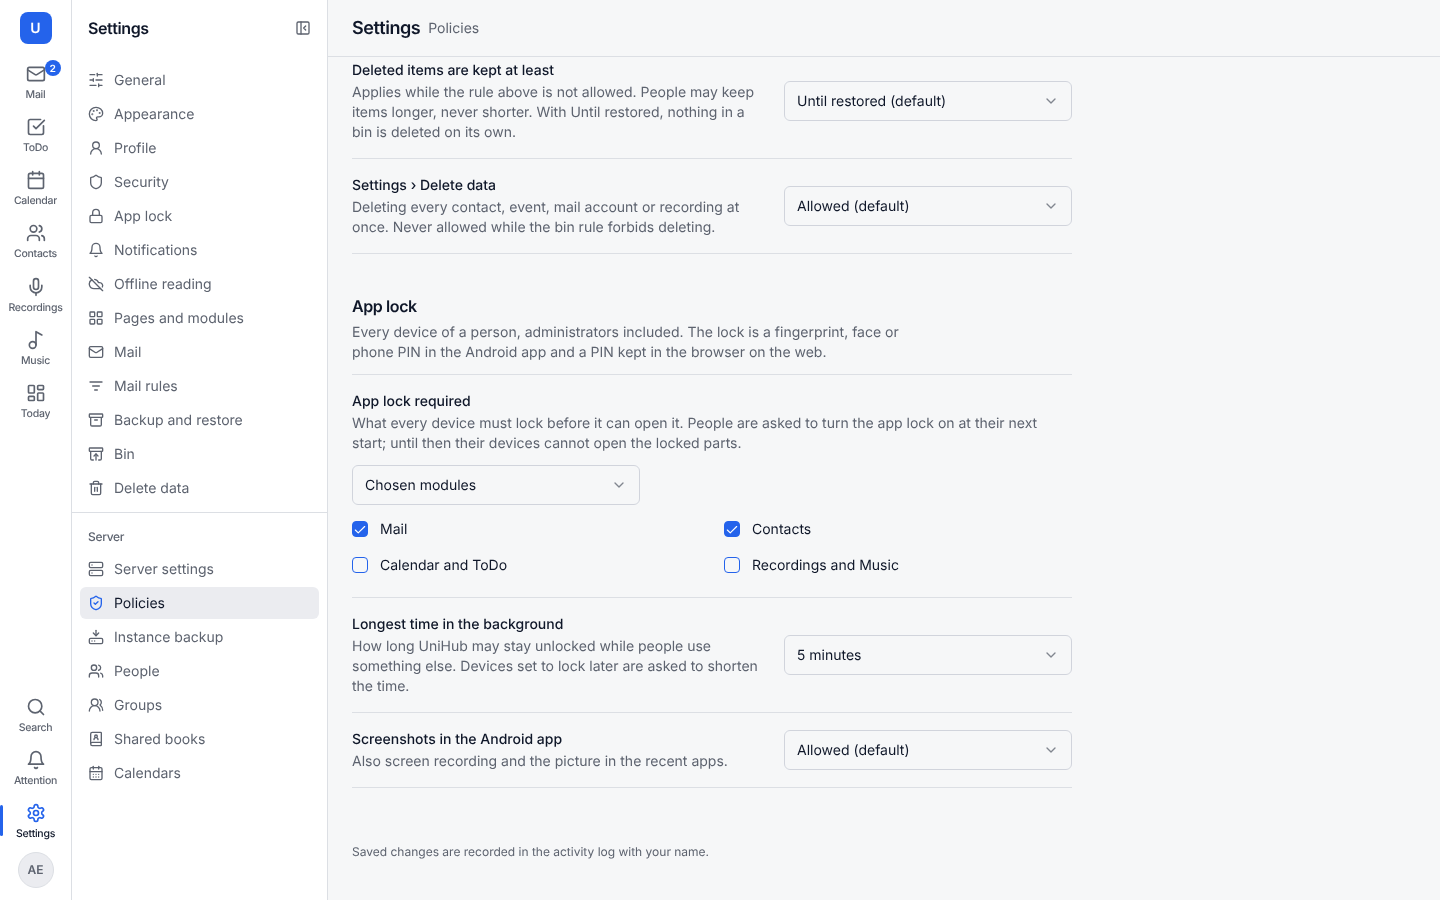 U
Settings
Settings Policies
2
Mail
ToDo
Calendar
Contacts
Recordings
Music
Today
Search
Attention
Settings
AE
General
Appearance
Profile
Security
App lock
Notifications
Offline reading
Pages and modules
Mail
Mail rules
Backup and restore
Bin
Delete data
Server
Server settings
Policies
Instance backup
People
Groups
Shared books
Calendars
Deleted items are kept at least
Applies while the rule above is not allowed. People may keep
items longer, never shorter. With Until restored, nothing in a
bin is deleted on its own.
Until restored (default)
Settings › Delete data
Deleting every contact, event, mail account or recording at
once. Never allowed while the bin rule forbids deleting.
Allowed (default)
App lock
Every device of a person, administrators included. The lock is a fingerprint, face or
phone PIN in the Android app and a PIN kept in the browser on the web.
App lock required
What every device must lock before it can open it. People are asked to turn the app lock on at their next
start; until then their devices cannot open the locked parts.
Chosen modules
Mail
Contacts
Calendar and ToDo
Recordings and Music
Longest time in the background
How long UniHub may stay unlocked while people use
something else. Devices set to lock later are asked to shorten
the time.
5 minutes
Screenshots in the Android app
Also screen recording and the picture in the recent apps.
Allowed (default)
Saved changes are recorded in the activity log with your name.